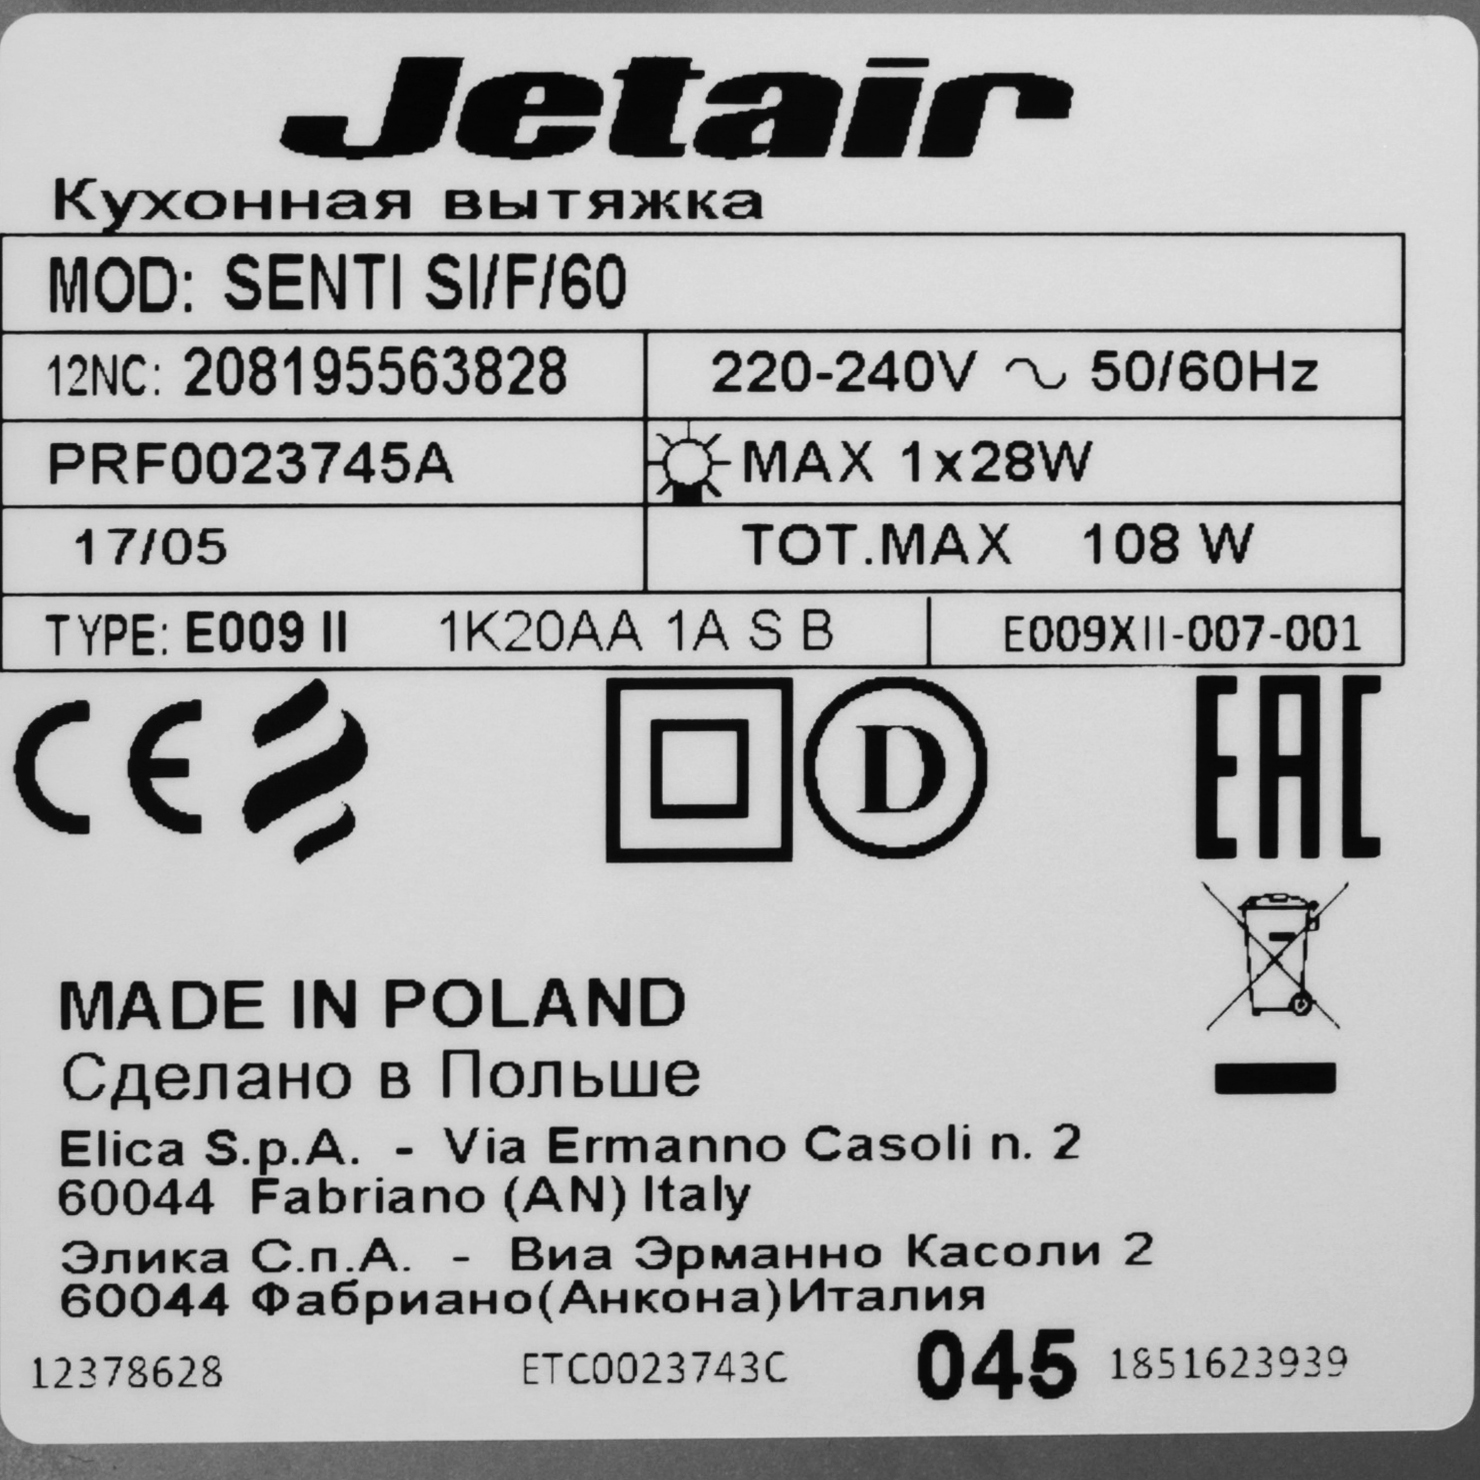 Jetair
Кухонная вытяжка
MOD: SENTI SI/F/60
12NC: 208195563828 220-240V ~ 50/60Hz
PRF0023745A MAX 1x28W
17/05 TOT.MAX 108 W
TYPE: E009 II 1K20AA 1A S B E009XII-007-001
CE D EAC
MADE IN POLAND
Сделано в Польше
Elica S.p.A. - Via Ermanno Casoli n. 2
60044 Fabriano (AN) Italy
Элика С.п.А. - Виа Эрманно Касоли 2
60044 Фабриано(Анкона)Италия
12378628 ETC0023743C 045 1851623939